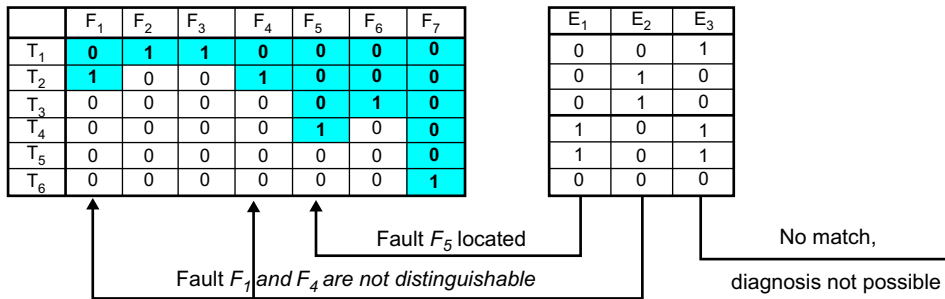 F1 F2 F3 F4 F5 F6 F7 E1 E2 E3
T1 0 1 1 0 0 0 0 0 0 1
T2 1 0 0 1 0 0 0 0 1 0
T3 0 0 0 0 0 1 0 0 1 0
T4 0 0 0 0 1 0 0 1 0 1
T5 0 0 0 0 0 0 0 1 0 1
T6 0 0 0 0 0 0 1 0 0 0
Fault F5 located
No match,
Fault F1 and F4 are not distinguishable
diagnosis not possible